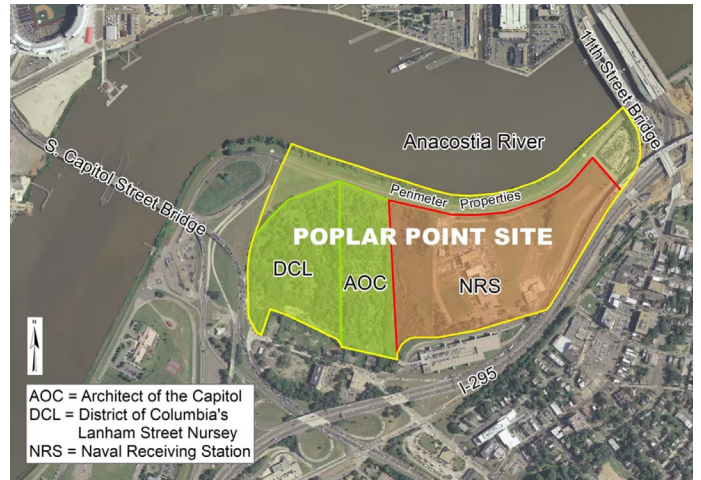 11th Street Bridge
Anacostia River
S. Capitol Street Bridge
Perimeter Properties
POPLAR POINT SITE
DCL
AOC
NRS
N
I-295
AOC = Architect of the Capitol
DCL = District of Columbia's
Lanham Street Nursey
NRS = Naval Receiving Station